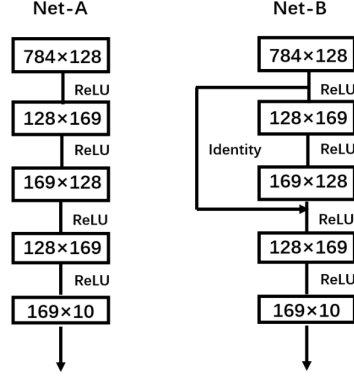 Net-A
784×128
ReLU
128×169
ReLU
169×128
ReLU
128×169
ReLU
169×10
Net-B
784×128
ReLU
128×169
Identity
ReLU
169×128
ReLU
128×169
ReLU
169×10